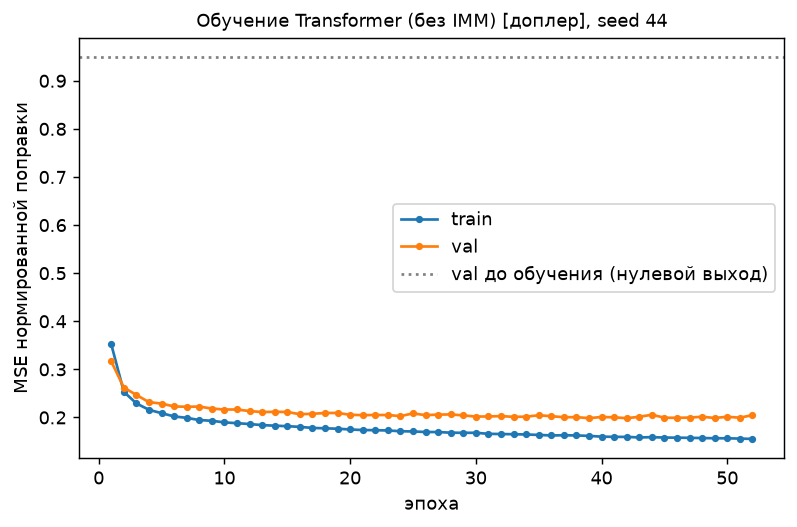 Обучение Transformer (без IMM) [доплер], seed 44
MSE нормированной поправки
0.9
0.8
0.7
0.6
0.5
0.4
0.3
0.2
train
val
val до обучения (нулевой выход)
0
10
20
30
40
50
эпоха